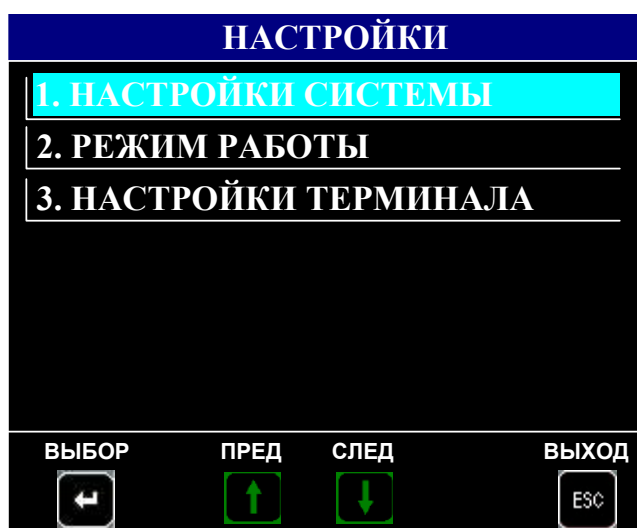 НАСТРОЙКИ
1. НАСТРОЙКИ СИСТЕМЫ
2. РЕЖИМ РАБОТЫ
3. НАСТРОЙКИ ТЕРМИНАЛА
ВЫБОР ПРЕД СЛЕД ВЫХОД
ESC